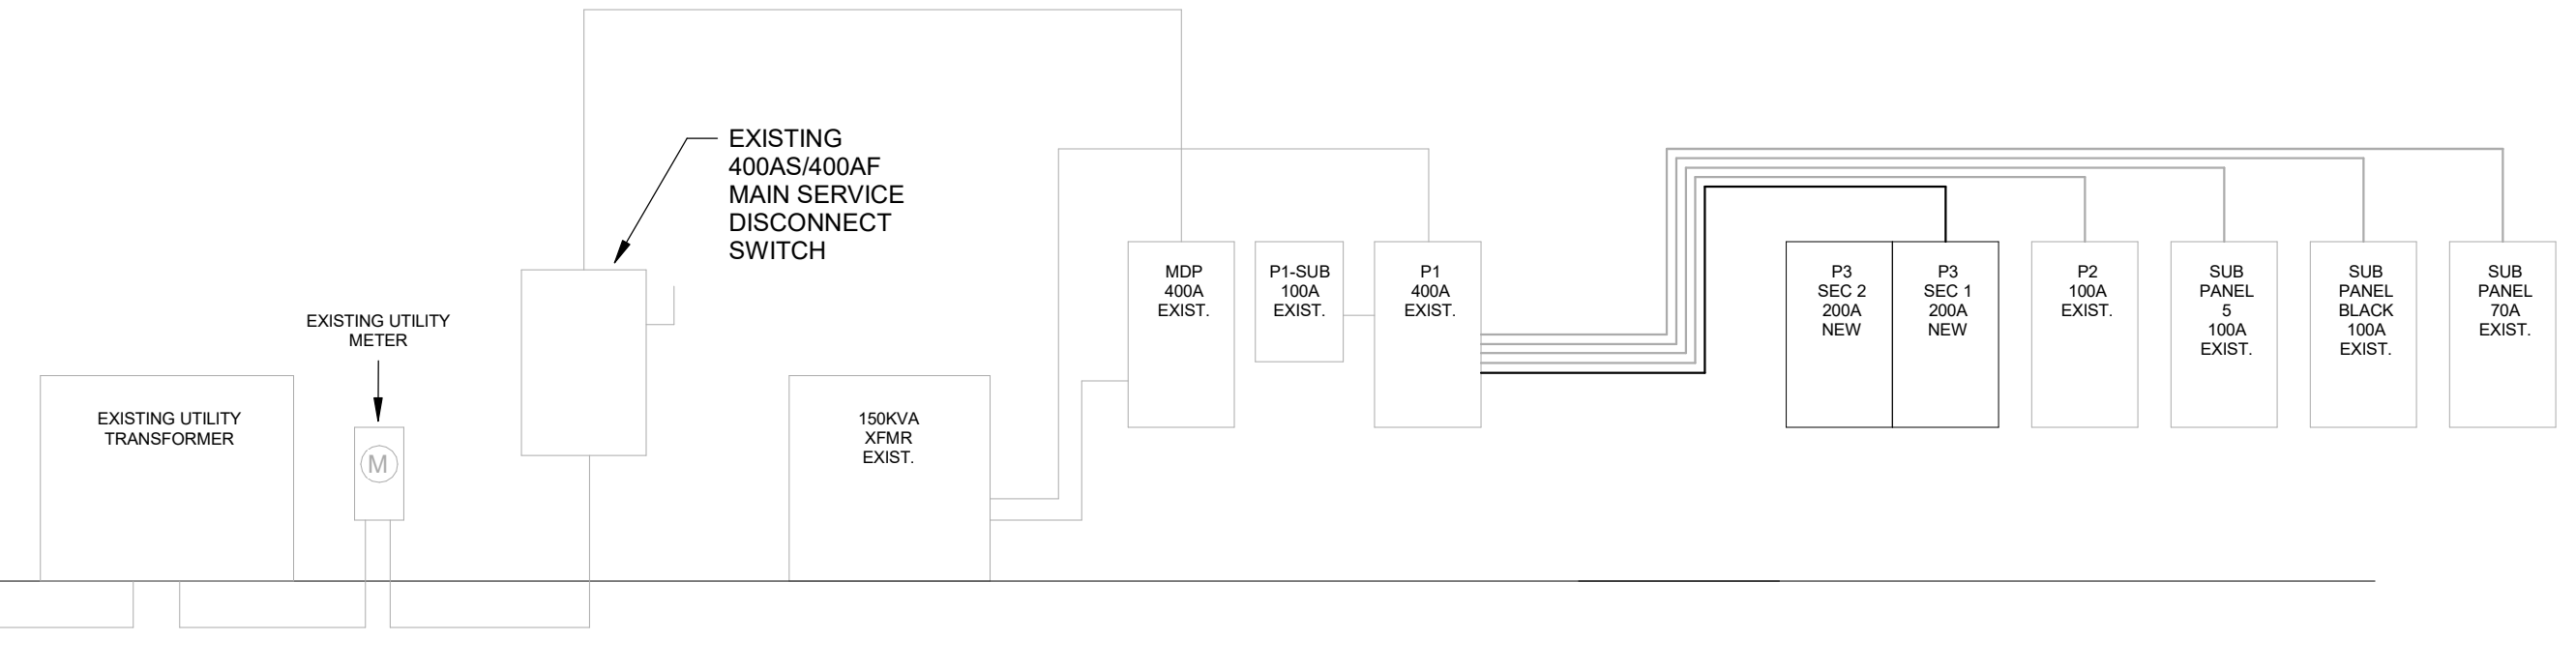 EXISTING
400AS/400AF
MAIN SERVICE
DISCONNECT
SWITCH
EXISTING UTILITY
METER
EXISTING UTILITY
TRANSFORMER
M
150KVA
XFMR
EXIST.
MDP
400A
EXIST.
P1-SUB
100A
EXIST.
P1
400A
EXIST.
P3
SEC 2
200A
NEW
P3
SEC 1
200A
NEW
P2
100A
EXIST.
SUB
PANEL
5
100A
EXIST.
SUB
PANEL
BLACK
100A
EXIST.
SUB
PANEL
70A
EXIST.